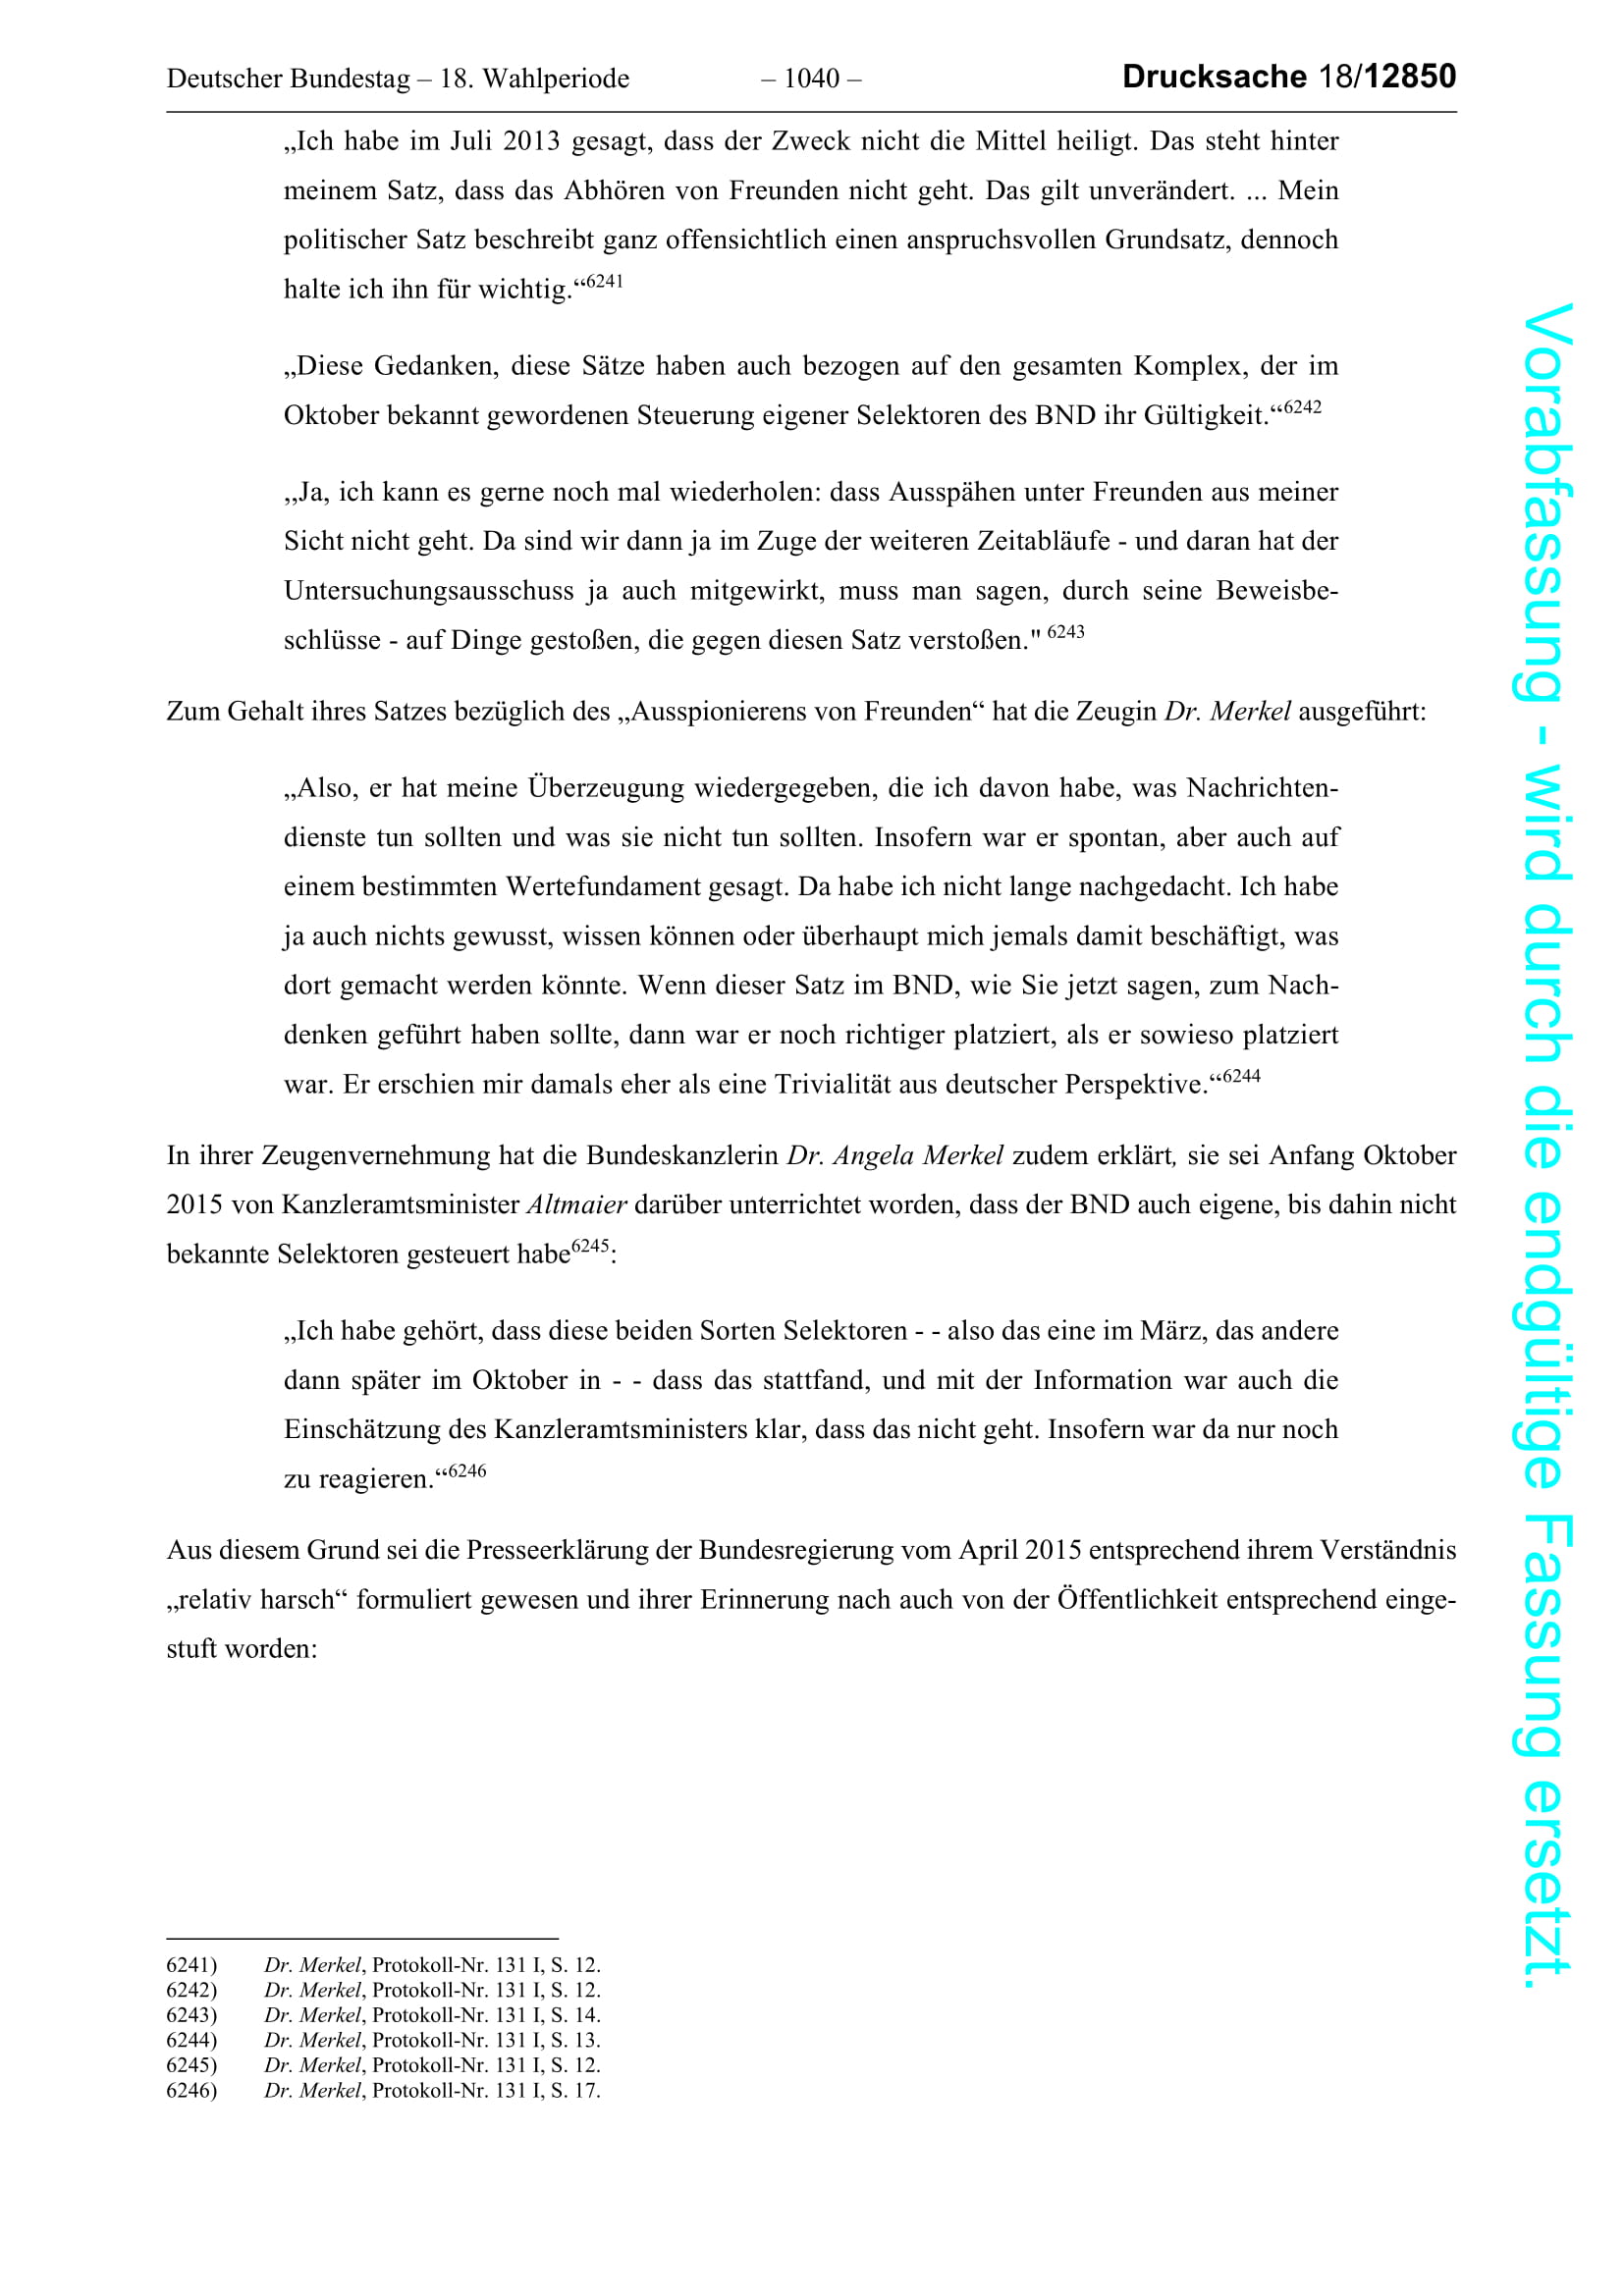 Deutscher Bundestag – 18. Wahlperiode – 1040 – Drucksache 18/12850
„Ich habe im Juli 2013 gesagt, dass der Zweck nicht die Mittel heiligt. Das steht hinter
meinem Satz, dass das Abhören von Freunden nicht geht. Das gilt unverändert. ... Mein
politischer Satz beschreibt ganz offensichtlich einen anspruchsvollen Grundsatz, dennoch
halte ich ihn für wichtig.“6241
„Diese Gedanken, diese Sätze haben auch bezogen auf den gesamten Komplex, der im
Oktober bekannt gewordenen Steuerung eigener Selektoren des BND ihr Gültigkeit.“6242
,,Ja, ich kann es gerne noch mal wiederholen: dass Ausspähen unter Freunden aus meiner
Sicht nicht geht. Da sind wir dann ja im Zuge der weiteren Zeitabläufe - und daran hat der
Untersuchungsausschuss ja auch mitgewirkt, muss man sagen, durch seine Beweisbe-
schlüsse - auf Dinge gestoßen, die gegen diesen Satz verstoßen." 6243
Zum Gehalt ihres Satzes bezüglich des „Ausspionierens von Freunden“ hat die Zeugin Dr. Merkel ausgeführt:
„Also, er hat meine Überzeugung wiedergegeben, die ich davon habe, was Nachrichten-
dienste tun sollten und was sie nicht tun sollten. Insofern war er spontan, aber auch auf
einem bestimmten Wertefundament gesagt. Da habe ich nicht lange nachgedacht. Ich habe
ja auch nichts gewusst, wissen können oder überhaupt mich jemals damit beschäftigt, was
dort gemacht werden könnte. Wenn dieser Satz im BND, wie Sie jetzt sagen, zum Nach-
denken geführt haben sollte, dann war er noch richtiger platziert, als er sowieso platziert
war. Er erschien mir damals eher als eine Trivialität aus deutscher Perspektive.“6244
In ihrer Zeugenvernehmung hat die Bundeskanzlerin Dr. Angela Merkel zudem erklärt, sie sei Anfang Oktober
2015 von Kanzleramtsminister Altmaier darüber unterrichtet worden, dass der BND auch eigene, bis dahin nicht
bekannte Selektoren gesteuert habe6245:
„Ich habe gehört, dass diese beiden Sorten Selektoren - - also das eine im März, das andere
dann später im Oktober in - - dass das stattfand, und mit der Information war auch die
Einschätzung des Kanzleramtsministers klar, dass das nicht geht. Insofern war da nur noch
zu reagieren.“6246
Aus diesem Grund sei die Presseerklärung der Bundesregierung vom April 2015 entsprechend ihrem Verständnis
„relativ harsch“ formuliert gewesen und ihrer Erinnerung nach auch von der Öffentlichkeit entsprechend einge-
stuft worden:
6241) Dr. Merkel, Protokoll-Nr. 131 I, S. 12.
6242) Dr. Merkel, Protokoll-Nr. 131 I, S. 12.
6243) Dr. Merkel, Protokoll-Nr. 131 I, S. 14.
6244) Dr. Merkel, Protokoll-Nr. 131 I, S. 13.
6245) Dr. Merkel, Protokoll-Nr. 131 I, S. 12.
6246) Dr. Merkel, Protokoll-Nr. 131 I, S. 17.
Vorabfassung - wird durch die endgültige Fassung ersetzt.